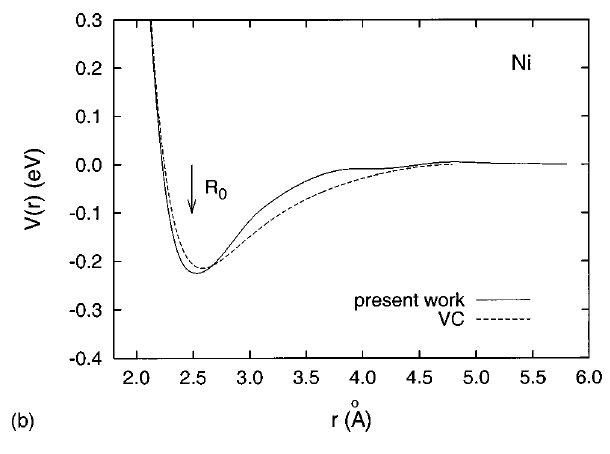 0.3
Ni
0.2
0.1
0.0
R0
-0.1
-0.2
-0.3
-0.4
V(r) (eV)
present work
VC
2.0 2.5 3.0 3.5 4.0 4.5 5.0 5.5 6.0
(b)
r (Å)